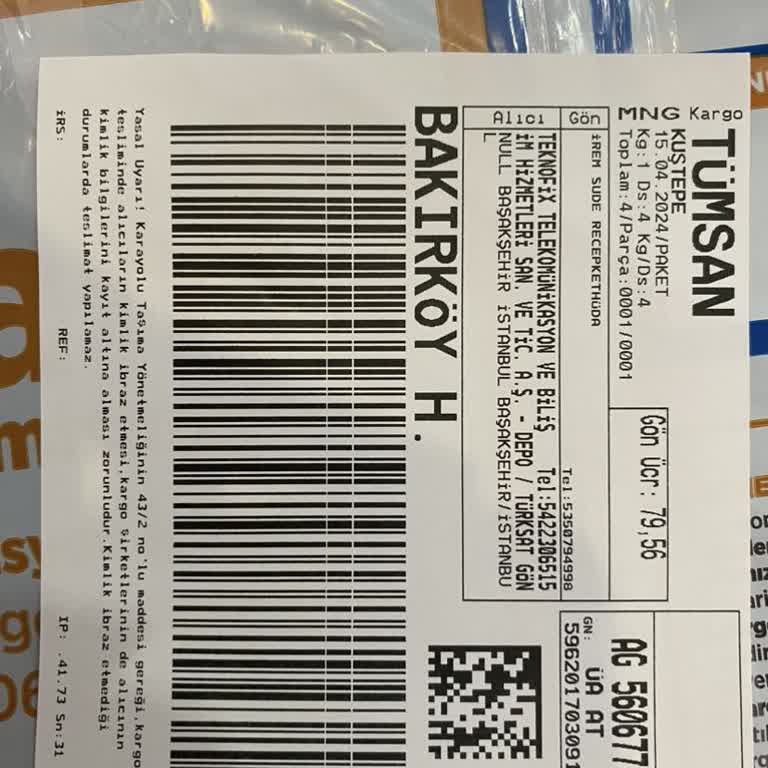 MNG Kargo
TÜMSAN
KUŞTEPE
15.04.2024/PAKET
Kg:1 Ds:4 Kg/Ds:4
Toplam:4/Parça:0001/0001
Gön Ücr: 79,56
Gön
İREM SUDE RECEPKETHÜDA
Tel:5350794998
Alıcı
TEKNOFİX TELEKOMÜNİKASYON VE BİLİŞ Tel:5422306515
İM HİZMETLERİ SAN. VE TİC. A.Ş. - DEPO / TÜRKSAT GÖN
NULL BAŞAKŞEHİR İSTANBUL BAŞAKŞEHİR/İSTANBU
L
AG 560677
ÜA AT
GN:
596201703091
BAKIRKÖY H.
Yasal Uyarı! Karayolu Taşıma Yönetmeliğinin 43/2 no'lu maddesi gereği,kargo
tesliminde alıcıların kimlik ibraz etmesi,kargo şirketlerinin de alıcının
kimlik bilgilerini kayıt altına alması zorunludur.Kimlik ibraz etmediği
durumlarda teslimat yapılamaz.
İRS: REF: IP: .41.73 Sn:31